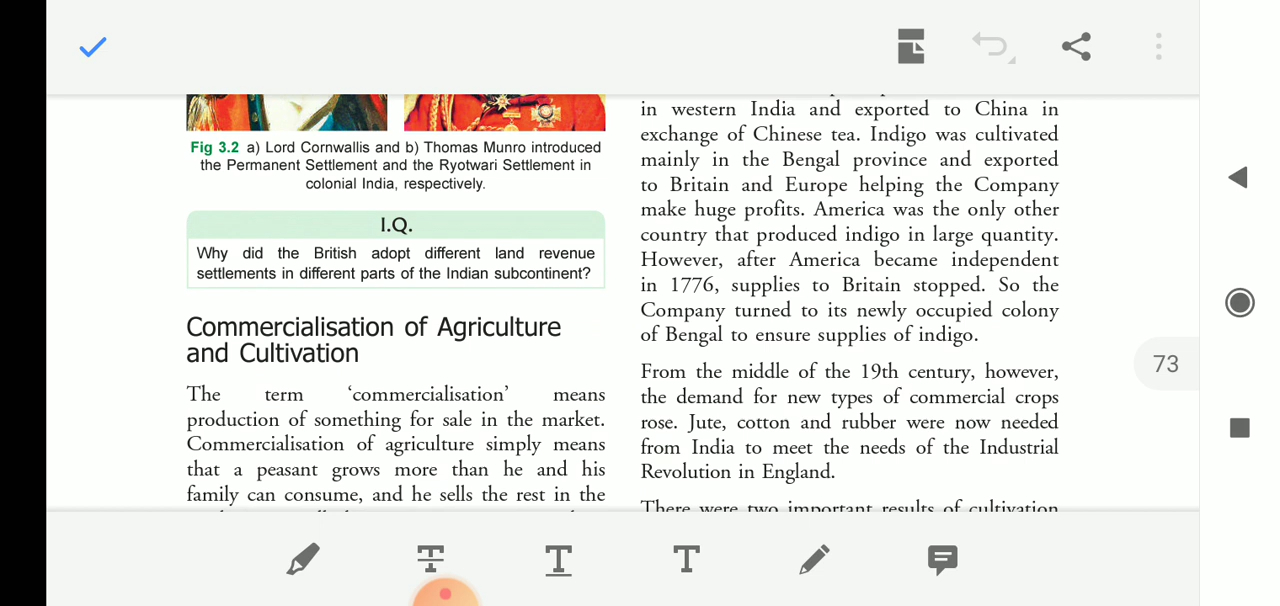 Fig 3.2 a) Lord Cornwallis and b) Thomas Munro introduced
the Permanent Settlement and the Ryotwari Settlement in
colonial India, respectively.
I.Q.
Why did the British adopt different land revenue
settlements in different parts of the Indian subcontinent?
Commercialisation of Agriculture
and Cultivation
The term ‘commercialisation’ means
production of something for sale in the market.
Commercialisation of agriculture simply means
that a peasant grows more than he and his
family can consume, and he sells the rest in the
in western India and exported to China in
exchange of Chinese tea. Indigo was cultivated
mainly in the Bengal province and exported
to Britain and Europe helping the Company
make huge profits. America was the only other
country that produced indigo in large quantity.
However, after America became independent
in 1776, supplies to Britain stopped. So the
Company turned to its newly occupied colony
of Bengal to ensure supplies of indigo.
From the middle of the 19th century, however,
the demand for new types of commercial crops
rose. Jute, cotton and rubber were now needed
from India to meet the needs of the Industrial
Revolution in England.
There were two important results of cultivation
73
T
T
T